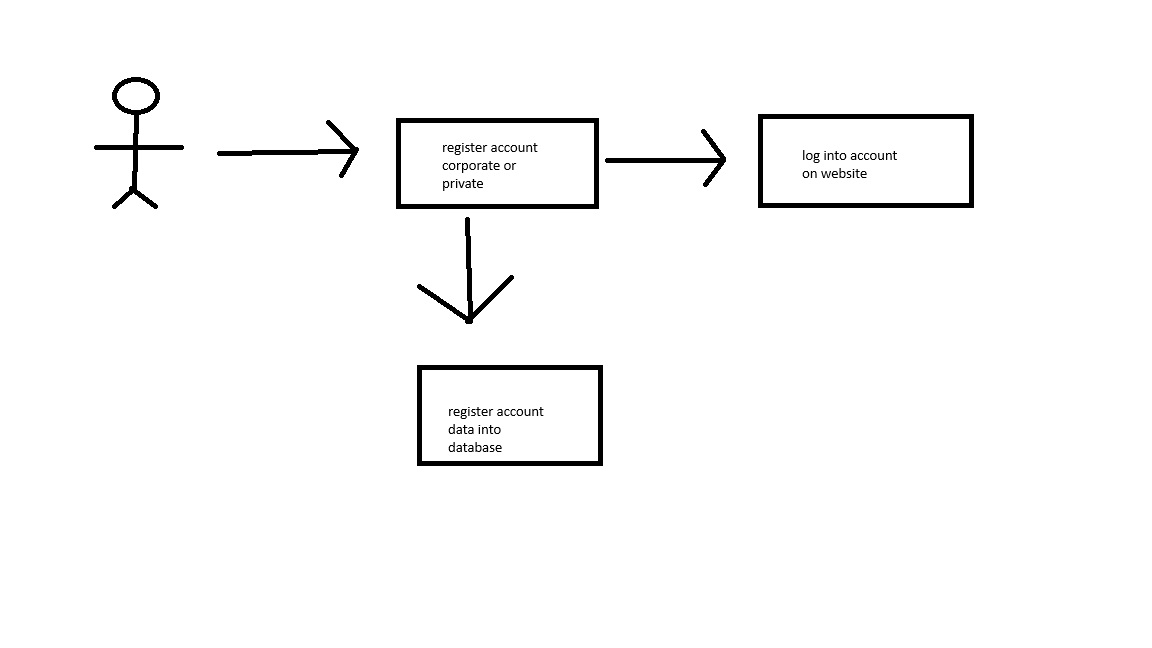 register account
corporate or
private
log into account
on website
register account
data into
database